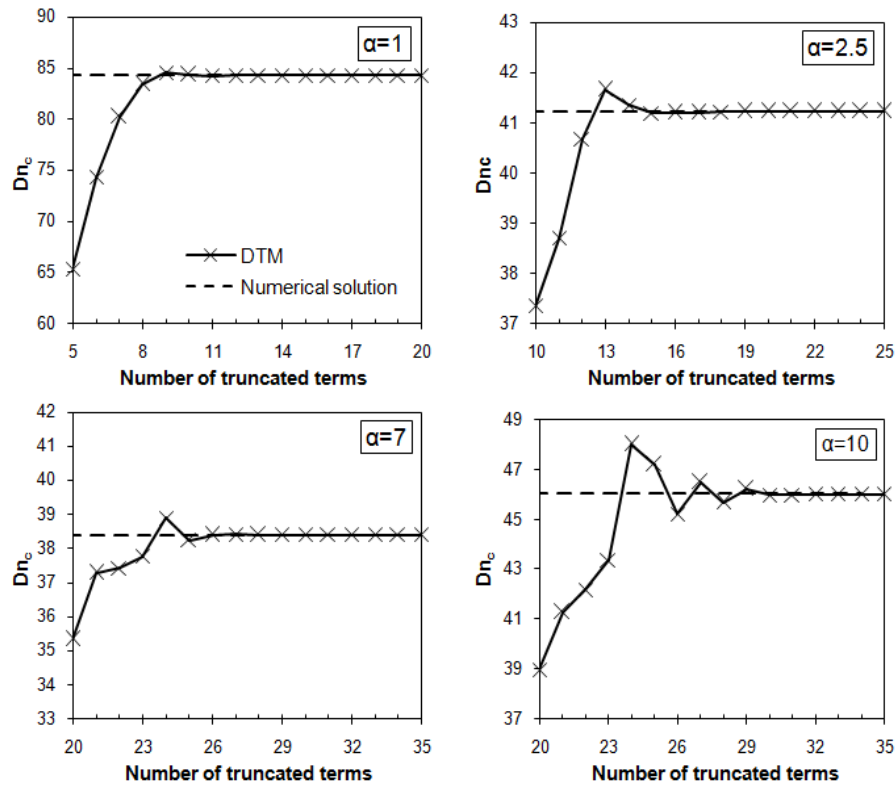 90
85
80
75
70
65
60
Dnc
α=1
DTM
Numerical solution
5 8 11 14 17 20
Number of truncated terms
43
42
41
40
39
38
37
Dnc
α=2.5
10 13 16 19 22 25
Number of truncated terms
42
41
40
39
38
37
36
35
34
33
Dnc
α=7
20 23 26 29 32 35
Number of truncated terms
49
47
45
43
41
39
37
Dnc
α=10
20 23 26 29 32 35
Number of truncated terms